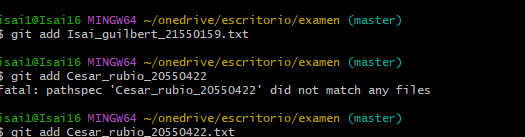 isai1@Isai16 MINGW64 ~/onedrive/escritorio/examen (master)
$ git add Isai_guilbert_21550159.txt
isai1@Isai16 MINGW64 ~/onedrive/escritorio/examen (master)
$ git add Cesar_rubio_20550422
fatal: pathspec 'Cesar_rubio_20550422' did not match any files
isai1@Isai16 MINGW64 ~/onedrive/escritorio/examen (master)
$ git add Cesar_rubio_20550422.txt